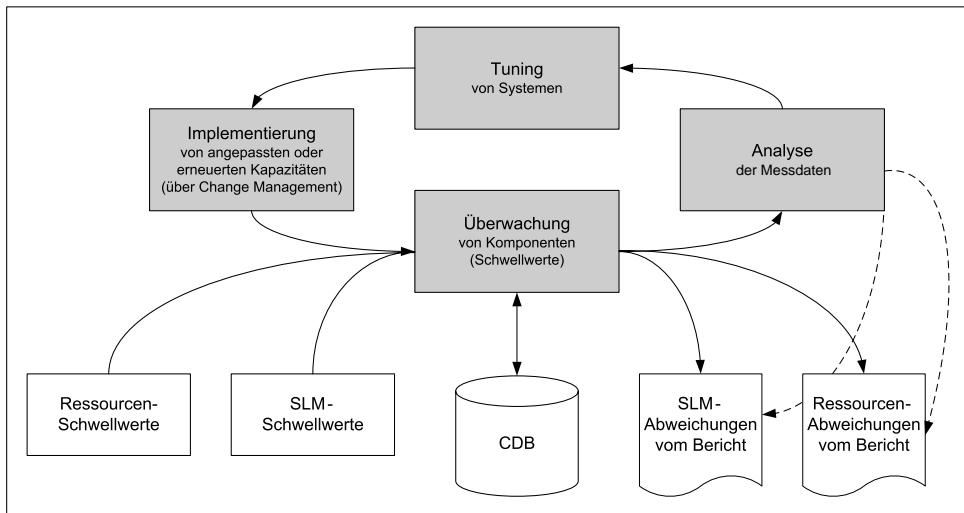 Tuning
von Systemen
Implementierung
von angepassten oder
erneuerten Kapazitäten
(über Change Management)
Analyse
der Messdaten
Überwachung
von Komponenten
(Schwellwerte)
Ressourcen-
Schwellwerte
SLM-
Schwellwerte
CDB
SLM-
Abweichungen
vom Bericht
Ressourcen-
Abweichungen
vom Bericht